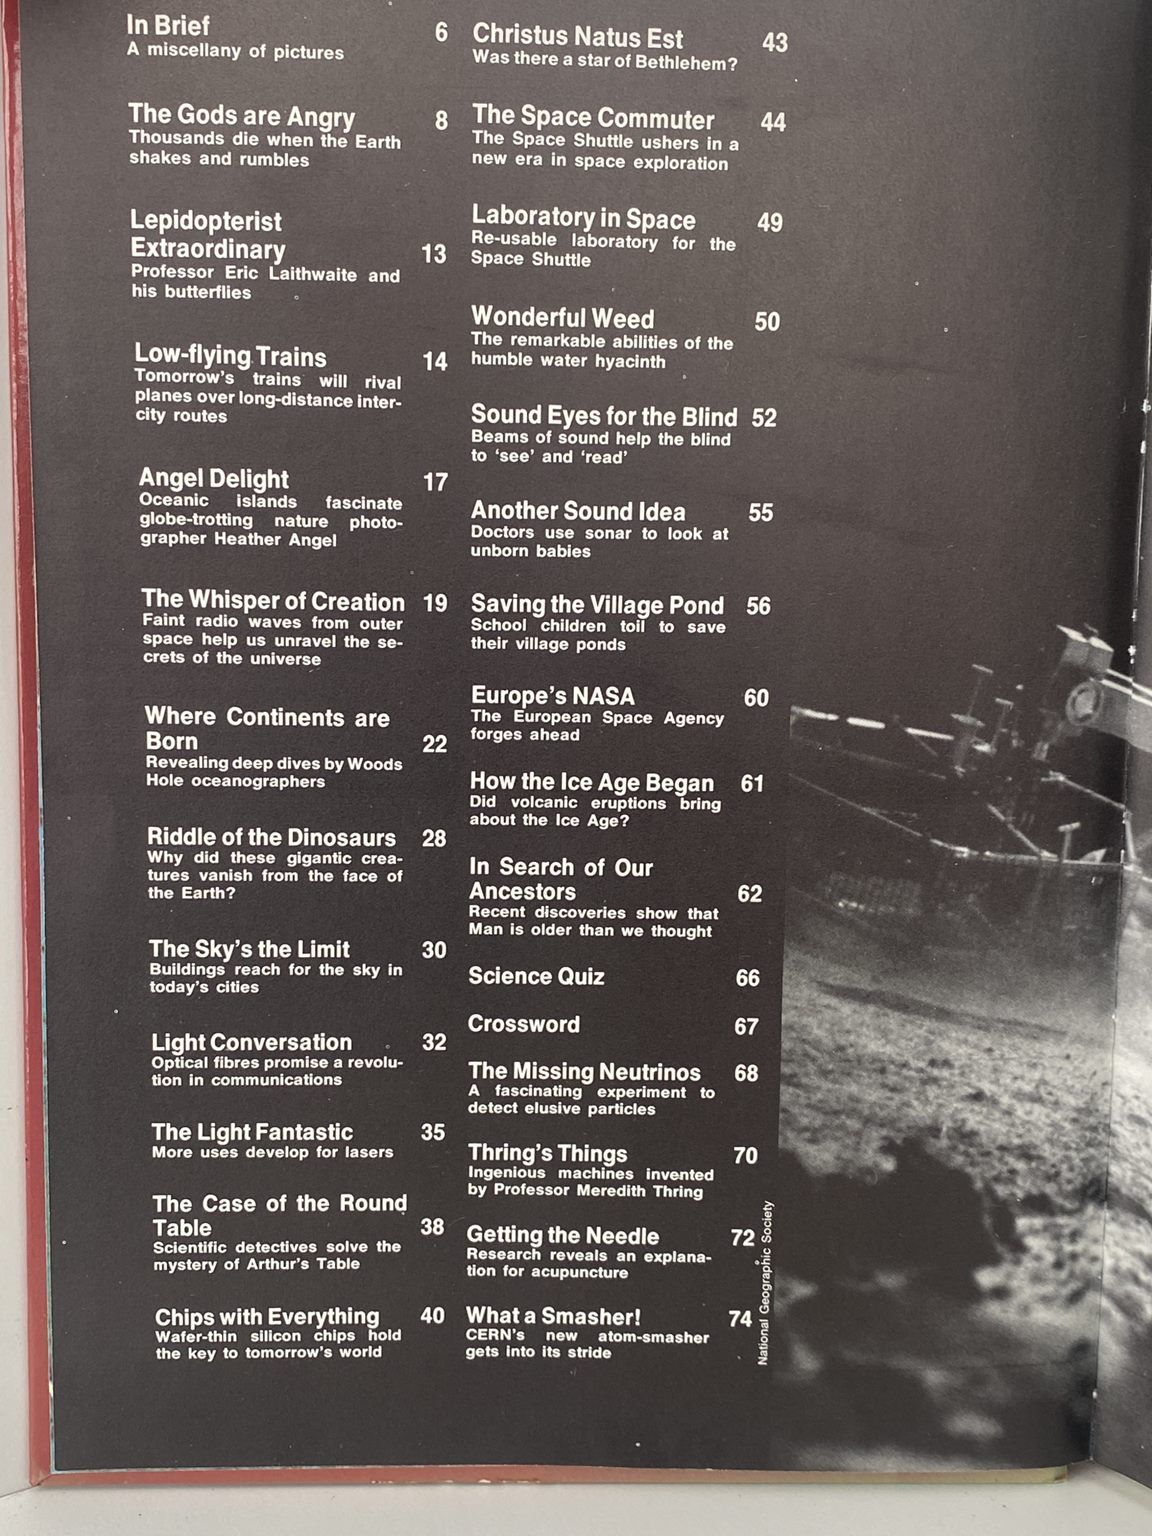 In Brief 6
A miscellany of pictures
The Gods are Angry 8
Thousands die when the Earth
shakes and rumbles
Lepidopterist
Extraordinary 13
Professor Eric Laithwaite and
his butterflies
Low-flying Trains 14
Tomorrow's trains will rival
planes over long-distance inter-
city routes
Angel Delight 17
Oceanic islands fascinate
globe-trotting nature photo-
grapher Heather Angel
The Whisper of Creation 19
Faint radio waves from outer
space help us unravel the se-
crets of the universe
Where Continents are
Born 22
Revealing deep dives by Woods
Hole oceanographers
Riddle of the Dinosaurs 28
Why did these gigantic crea-
tures vanish from the face of
the Earth?
The Sky's the Limit 30
Buildings reach for the sky in
today's cities
Light Conversation 32
Optical fibres promise a revolu-
tion in communications
The Light Fantastic 35
More uses develop for lasers
The Case of the Round
Table 38
Scientific detectives solve the
mystery of Arthur's Table
Chips with Everything 40
Wafer-thin silicon chips hold
the key to tomorrow's world
Christus Natus Est 43
Was there a star of Bethlehem?
The Space Commuter 44
The Space Shuttle ushers in a
new era in space exploration
Laboratory in Space 49
Re-usable laboratory for the
Space Shuttle
Wonderful Weed 50
The remarkable abilities of the
humble water hyacinth
Sound Eyes for the Blind 52
Beams of sound help the blind
to 'see' and 'read'
Another Sound Idea 55
Doctors use sonar to look at
unborn babies
Saving the Village Pond 56
School children toil to save
their village ponds
Europe's NASA 60
The European Space Agency
forges ahead
How the Ice Age Began 61
Did volcanic eruptions bring
about the Ice Age?
In Search of Our
Ancestors 62
Recent discoveries show that
Man is older than we thought
Science Quiz 66
Crossword 67
The Missing Neutrinos 68
A fascinating experiment to
detect elusive particles
Thring's Things 70
Ingenious machines invented
by Professor Meredith Thring
Getting the Needle 72
Research reveals an explana-
tion for acupuncture
What a Smasher! 74
CERN's new atom-smasher
gets into its stride
National Geographic Society